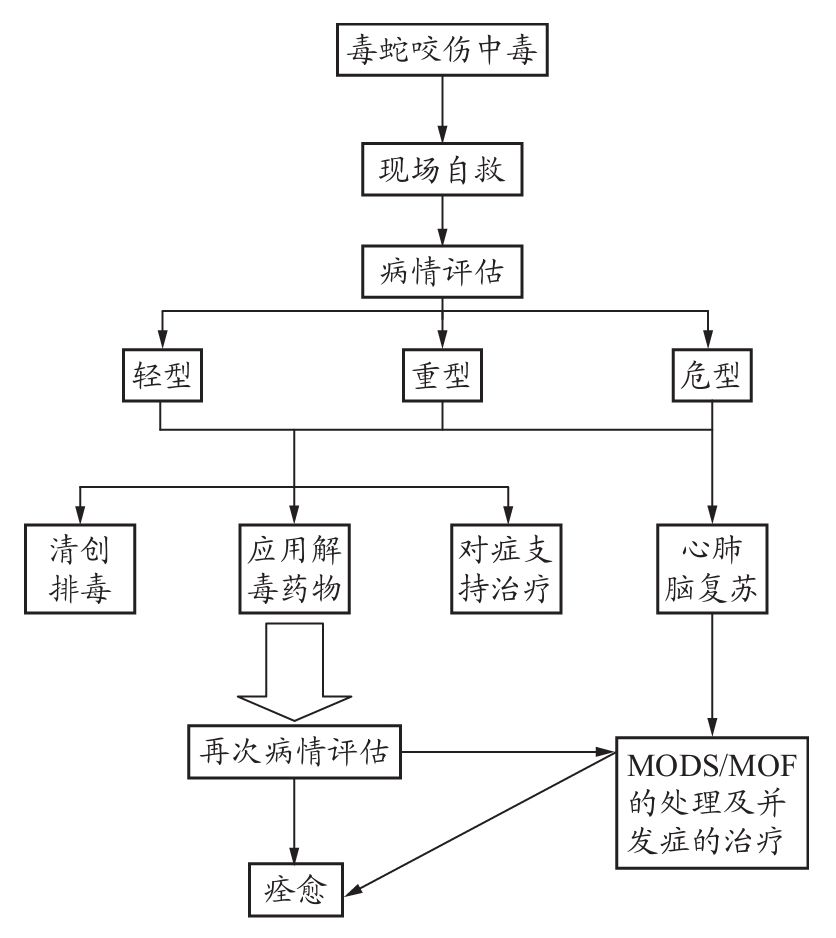 毒蛇咬伤中毒
现场自救
病情评估
轻型
重型
危型
清创
排毒
应用解
毒药物
对症支
持治疗
心肺
脑复苏
再次病情评估
MODS/MOF
的处理及并
发症的治疗
痊愈